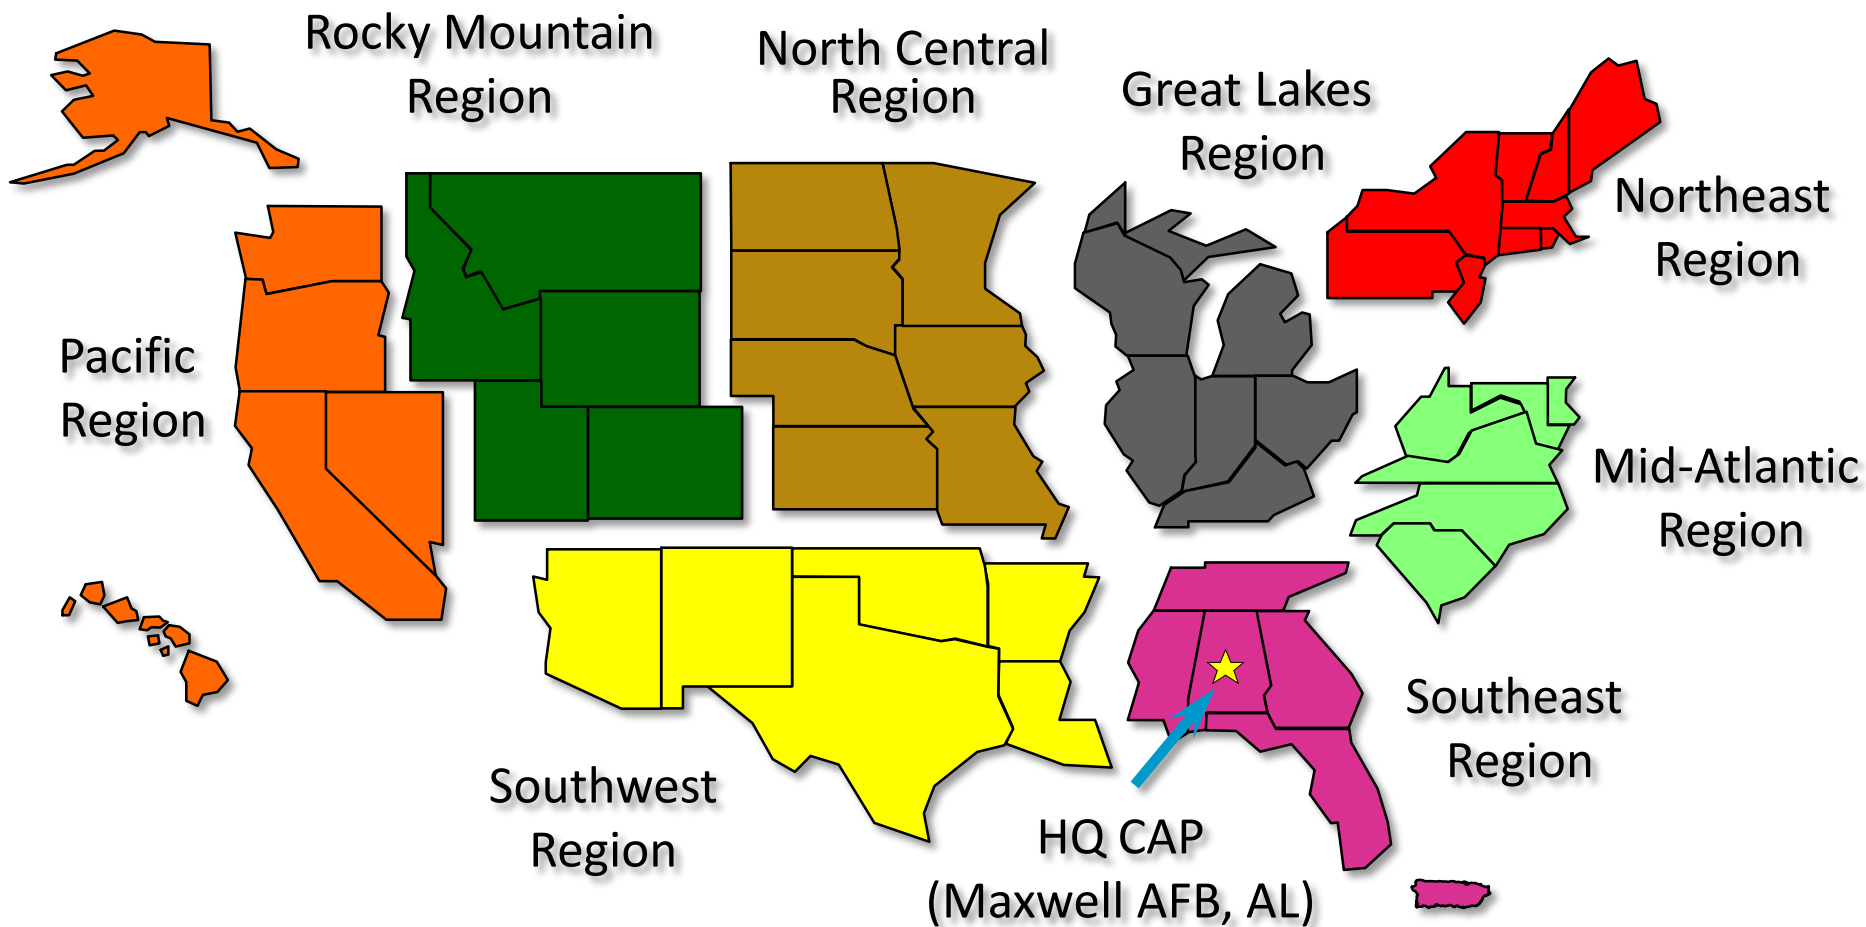 Rocky Mountain
Region
North Central
Region
Great Lakes
Region
Northeast
Region
Pacific
Region
Mid-Atlantic
Region
Southeast
Region
Southwest
Region
HQ CAP
(Maxwell AFB, AL)